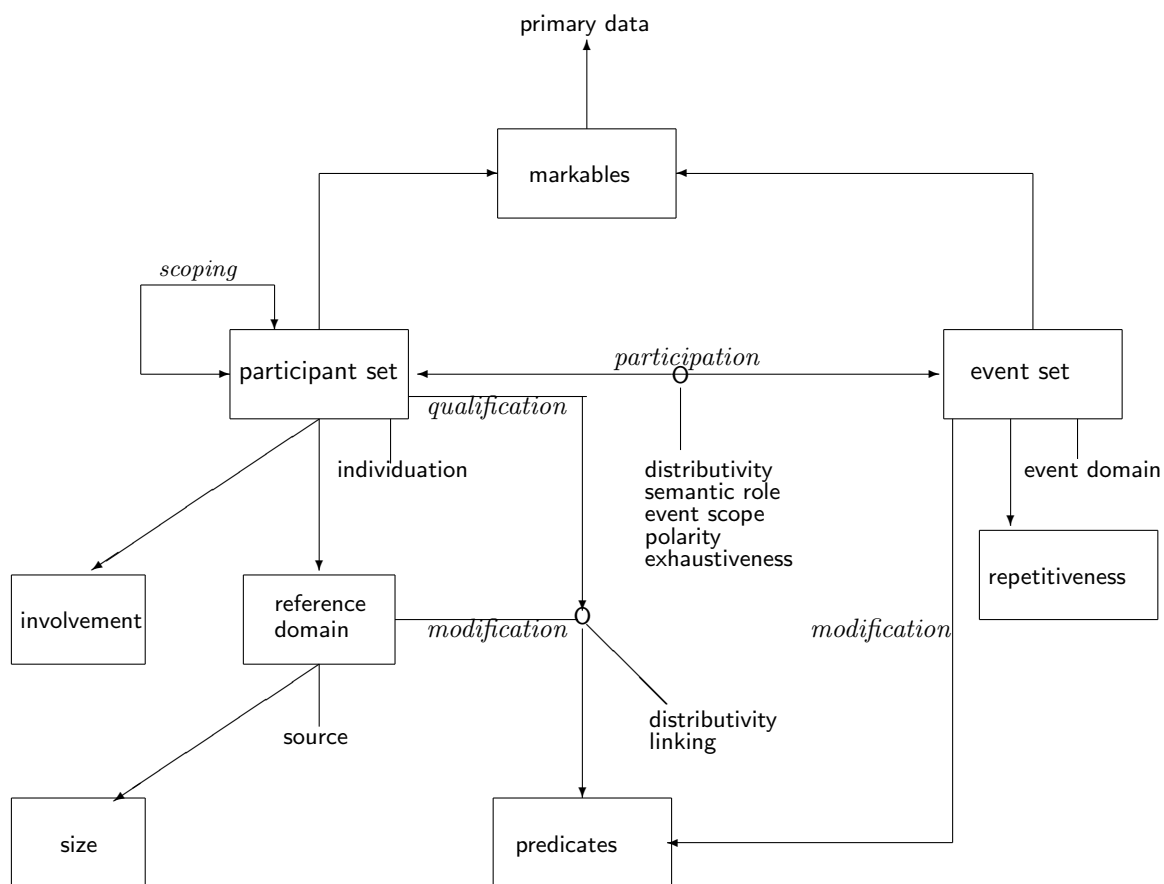 primary data
markables
scoping
participant set
participation
event set
qualification
individuation
distributivity
semantic role
event scope
polarity
exhaustiveness
event domain
repetitiveness
involvement
reference
domain
modification
modification
source
distributivity
linking
size
predicates